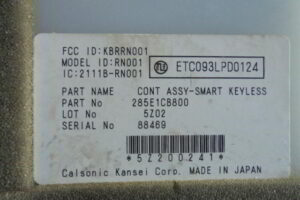 FCC ID:KBRRN001
MODEL ID:RN001
IC:2111B-RN001
ETC093LPD0124
PART NAME CONT ASSY-SMART KEYLESS
PART No 285E1CB800
LOT No 5Z02
SERIAL No 88469
*5Z200241*
Calsonic Kansei Corp. MADE IN JAPAN